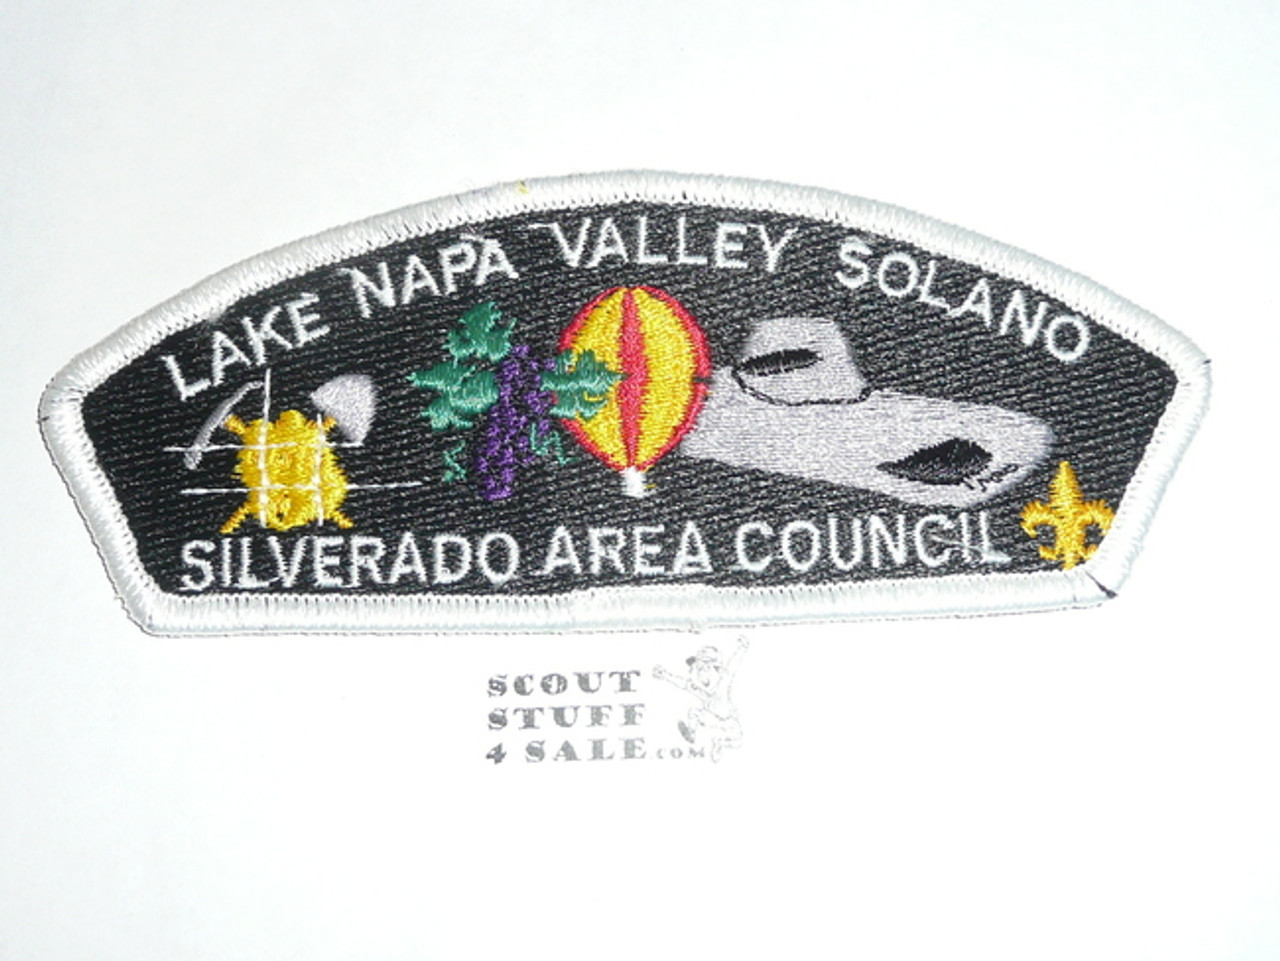 LAKE NAPA VALLEY SOLANO
SILVERADO AREA COUNCIL
SCOUT
STUFF
4 SALE.COM